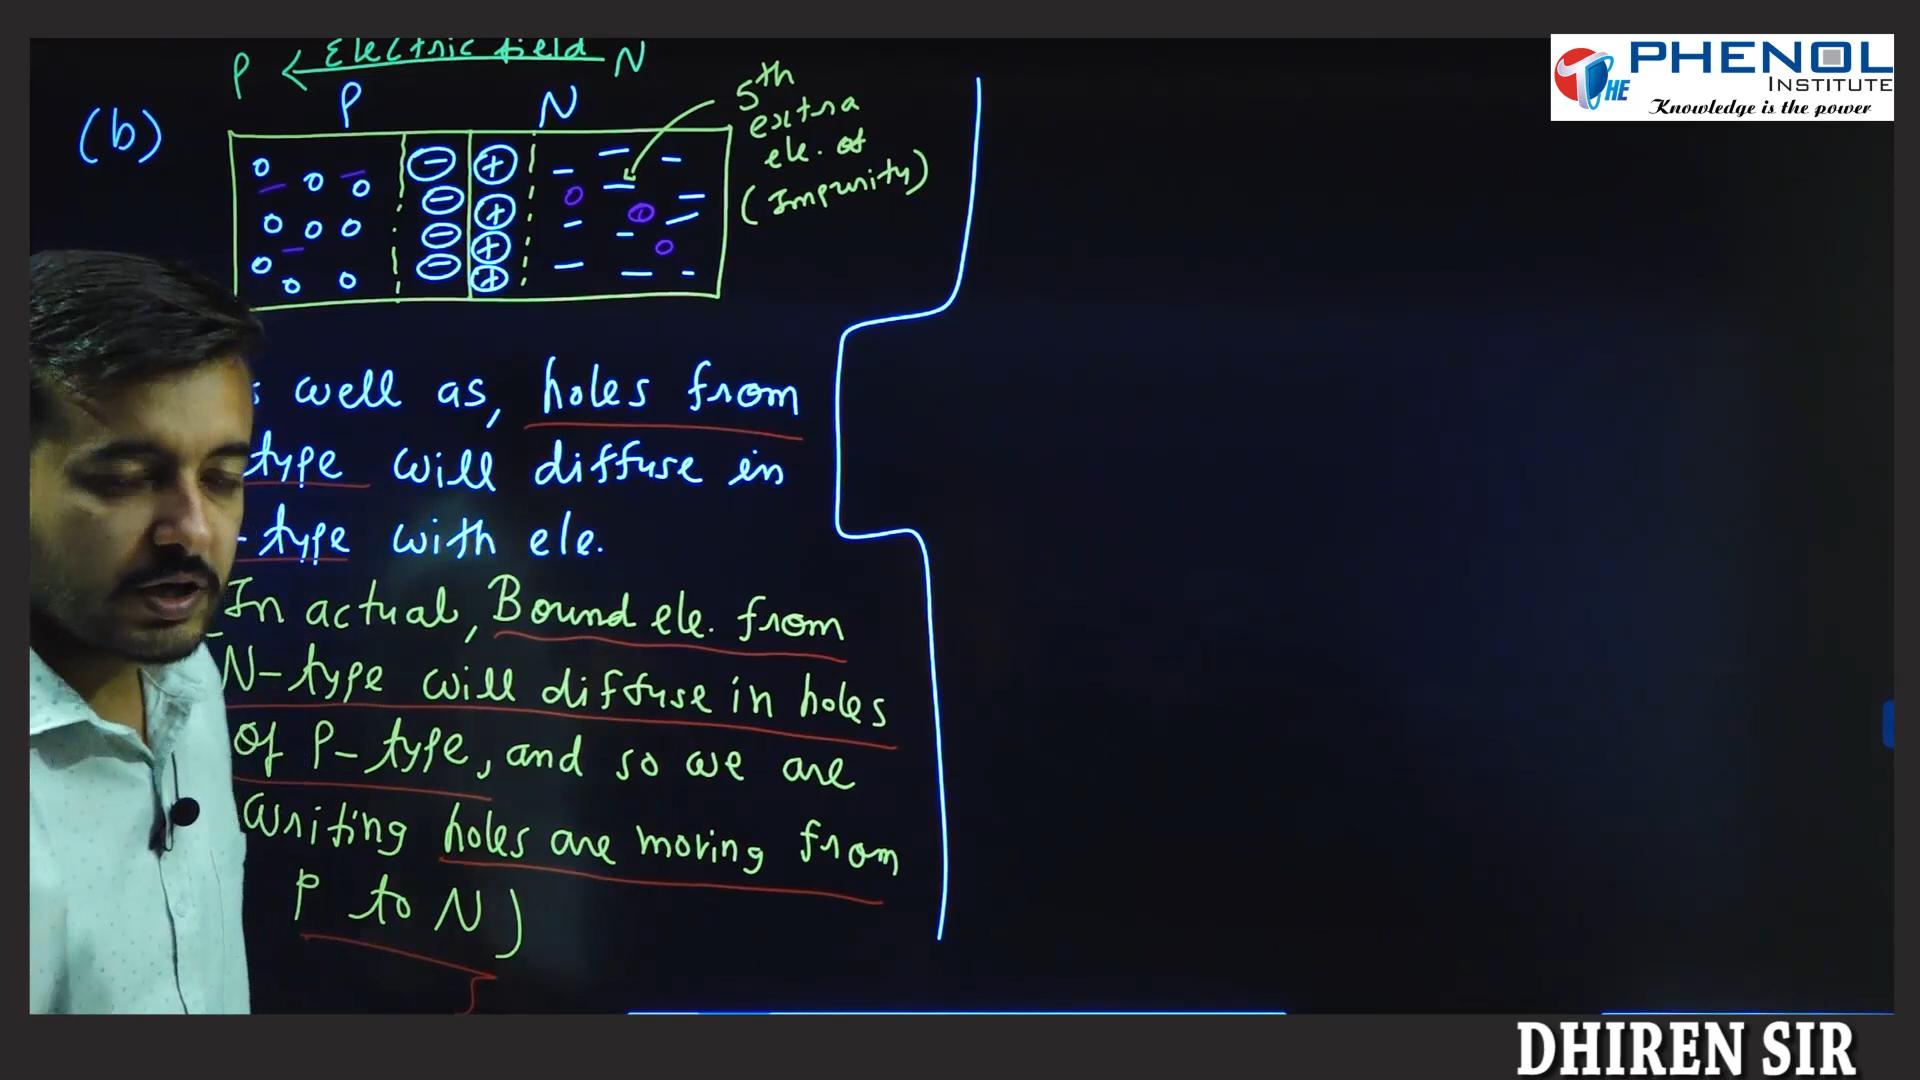 Electric field
P N
(b) P N
5th
extra
ele. of
(Impurity)
well as, holes from
type will diffuse in
-type with ele.
In actual, Bound ele. from
N-type will diffuse in holes
of P-type, and so we are
writing holes are moving from
P to N)
THE PHENOL
INSTITUTE
Knowledge is the power
DHIREN SIR